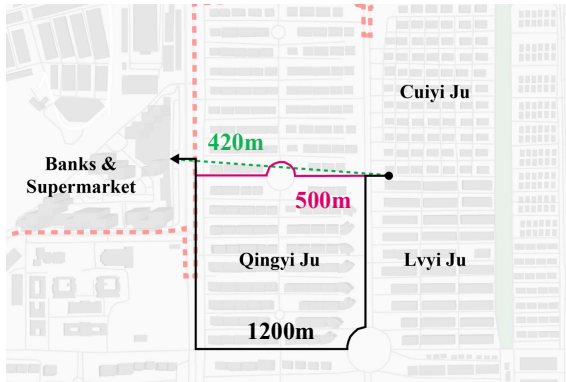 Cuiyi Ju
420m
Banks &
Supermarket
500m
Qingyi Ju
Lvyi Ju
1200m